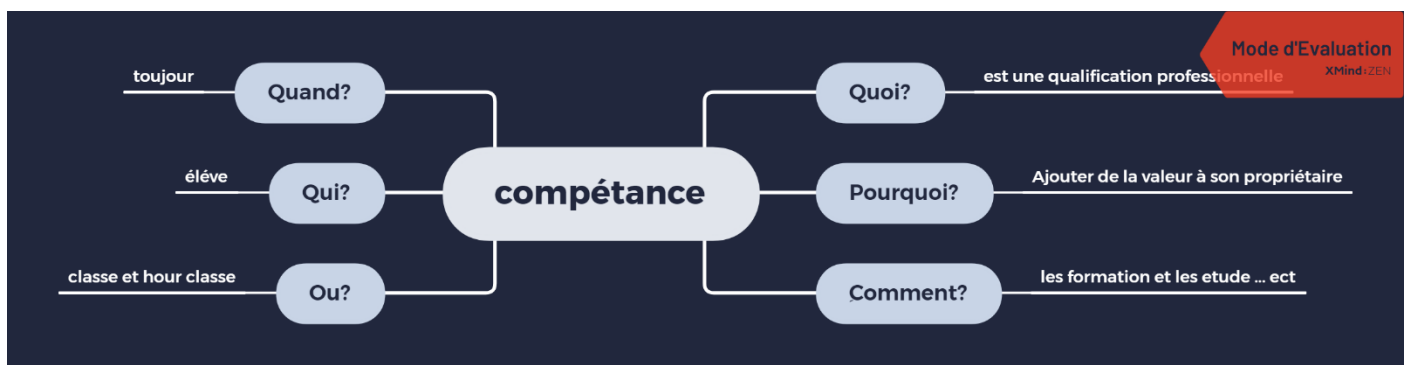 Mode d'Evaluation
XMind:ZEN
compétance
Quand?
toujour
Qui?
éléve
Ou?
classe et hour classe
Quoi?
est une qualification professionnelle
Pourquoi?
Ajouter de la valeur à son propriétaire
Comment?
les formation et les etude ... ect